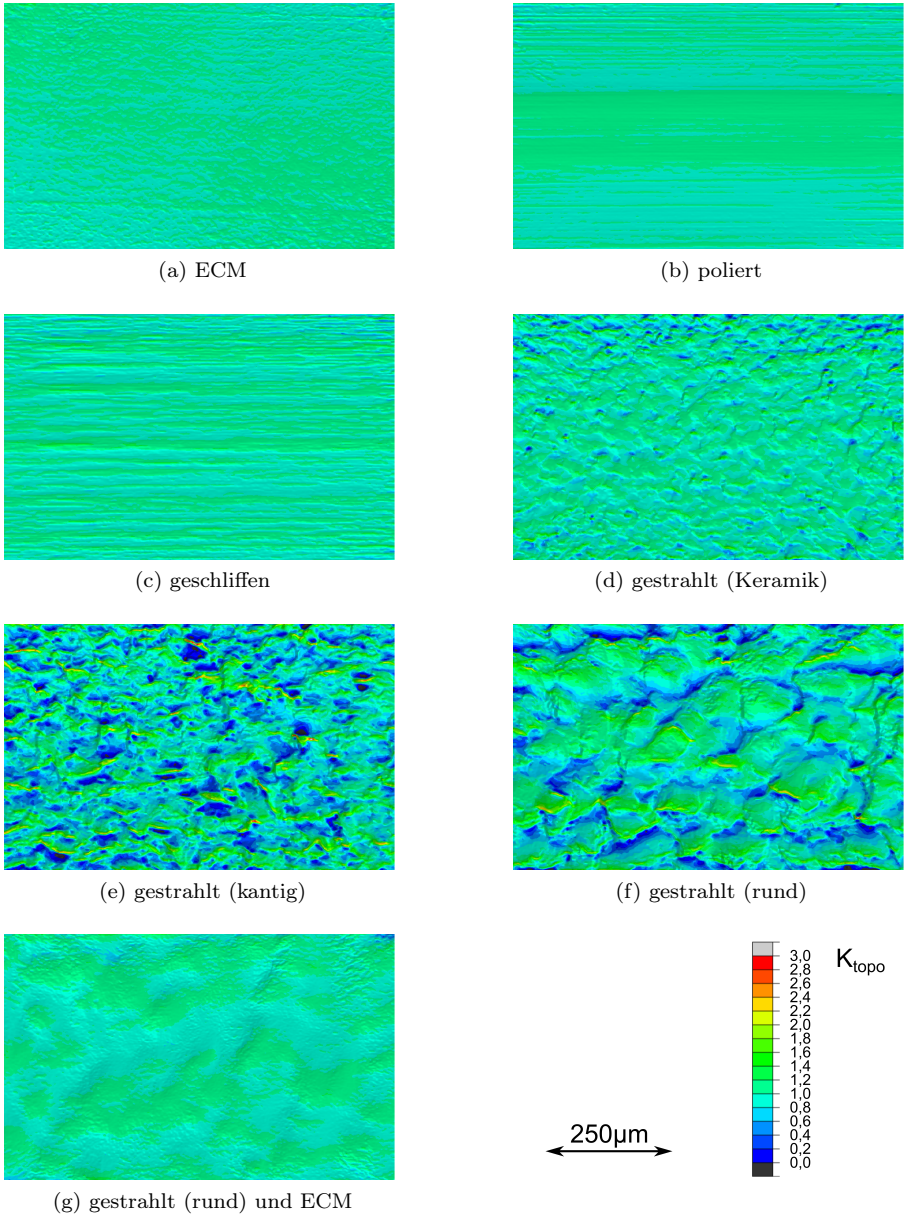 (a) ECM
(b) poliert
(c) geschliffen
(d) gestrahlt (Keramik)
(e) gestrahlt (kantig)
(f) gestrahlt (rund)
(g) gestrahlt (rund) und ECM
250µm
K_topo
3,0
2,8
2,6
2,4
2,2
2,0
1,8
1,6
1,4
1,2
1,0
0,8
0,6
0,4
0,2
0,0